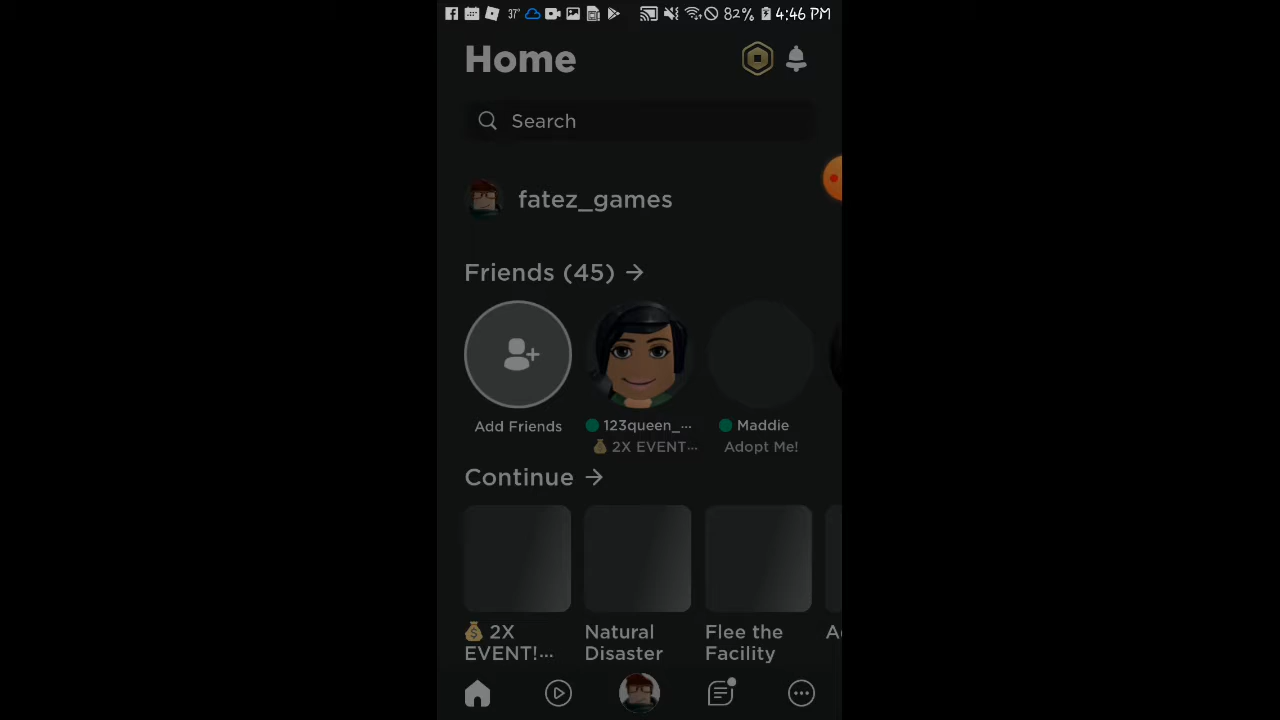 37° 82% 4:46 PM
Home
Search
fatez_games
Friends (45) →
Add Friends
123queen_...
Maddie
💰 2X EVENT...
Adopt Me!
Continue →
💰 2X
EVENT!...
Natural
Disaster
Flee the
Facility